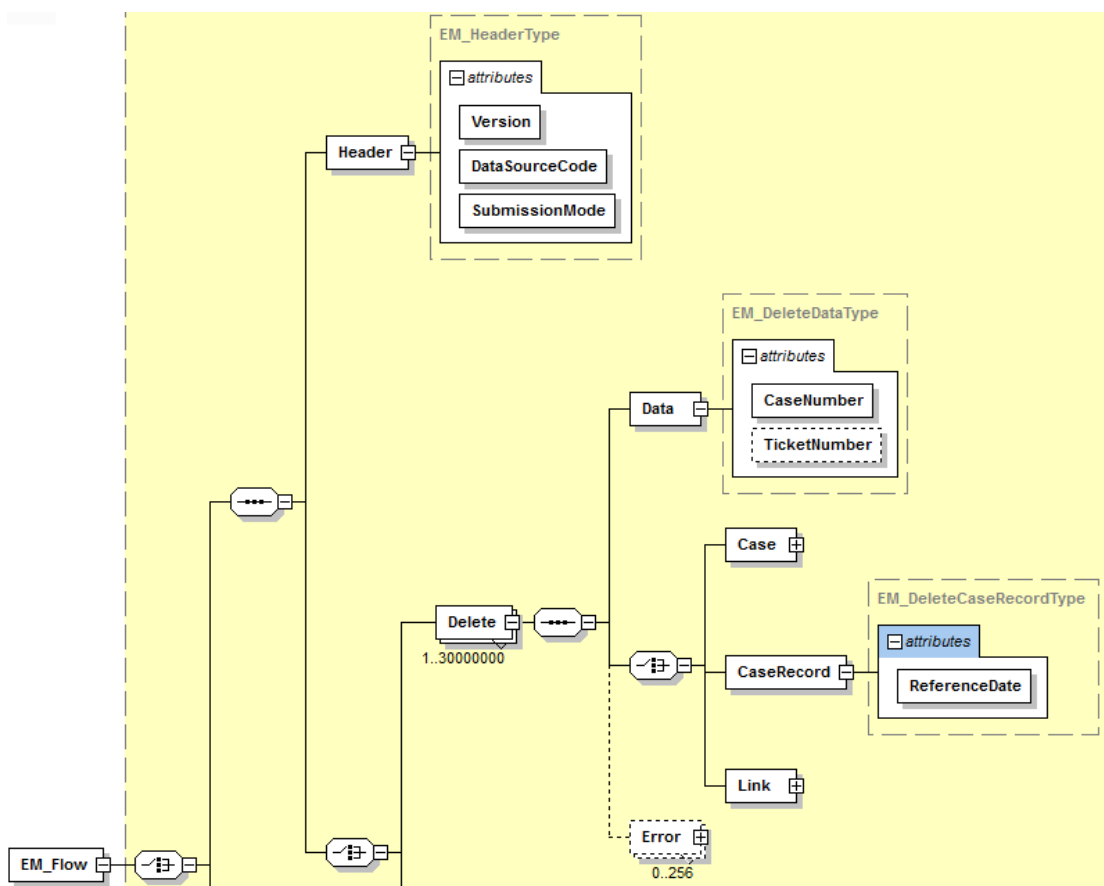 EM_HeaderType
attributes
Version
Header
DataSourceCode
SubmissionMode
EM_DeleteDataType
attributes
Data
CaseNumber
TicketNumber
Case
EM_DeleteCaseRecordType
Delete
1..30000000
attributes
CaseRecord
ReferenceDate
Link
Error
0..256
EM_Flow